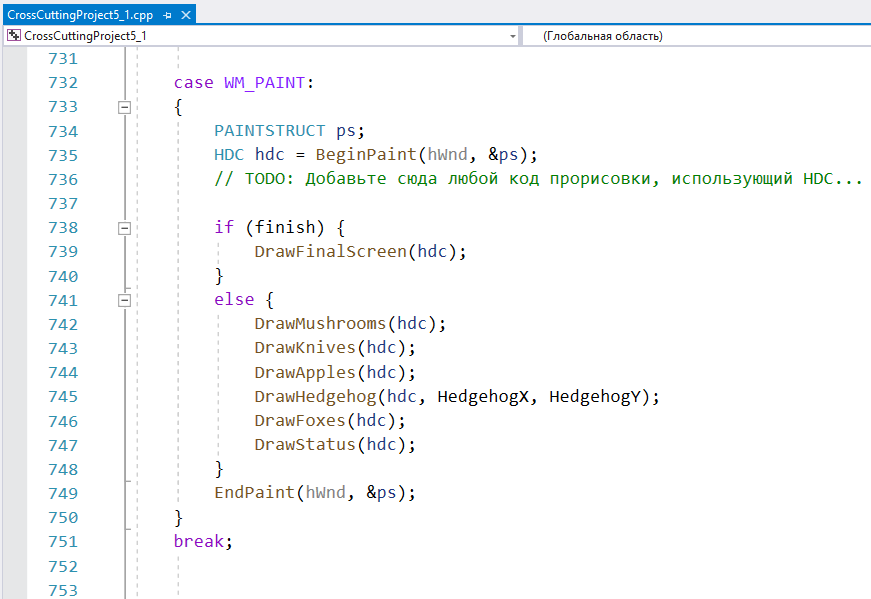 CrossCuttingProject5_1.cpp
CrossCuttingProject5_1 (Глобальная область)
731
732 case WM_PAINT:
733 {
734 PAINTSTRUCT ps;
735 HDC hdc = BeginPaint(hWnd, &ps);
736 // TODO: Добавьте сюда любой код прорисовки, использующий HDC...
737
738 if (finish) {
739 DrawFinalScreen(hdc);
740 }
741 else {
742 DrawMushrooms(hdc);
743 DrawKnives(hdc);
744 DrawApples(hdc);
745 DrawHedgehog(hdc, HedgehogX, HedgehogY);
746 DrawFoxes(hdc);
747 DrawStatus(hdc);
748 }
749 EndPaint(hWnd, &ps);
750 }
751 break;
752
753